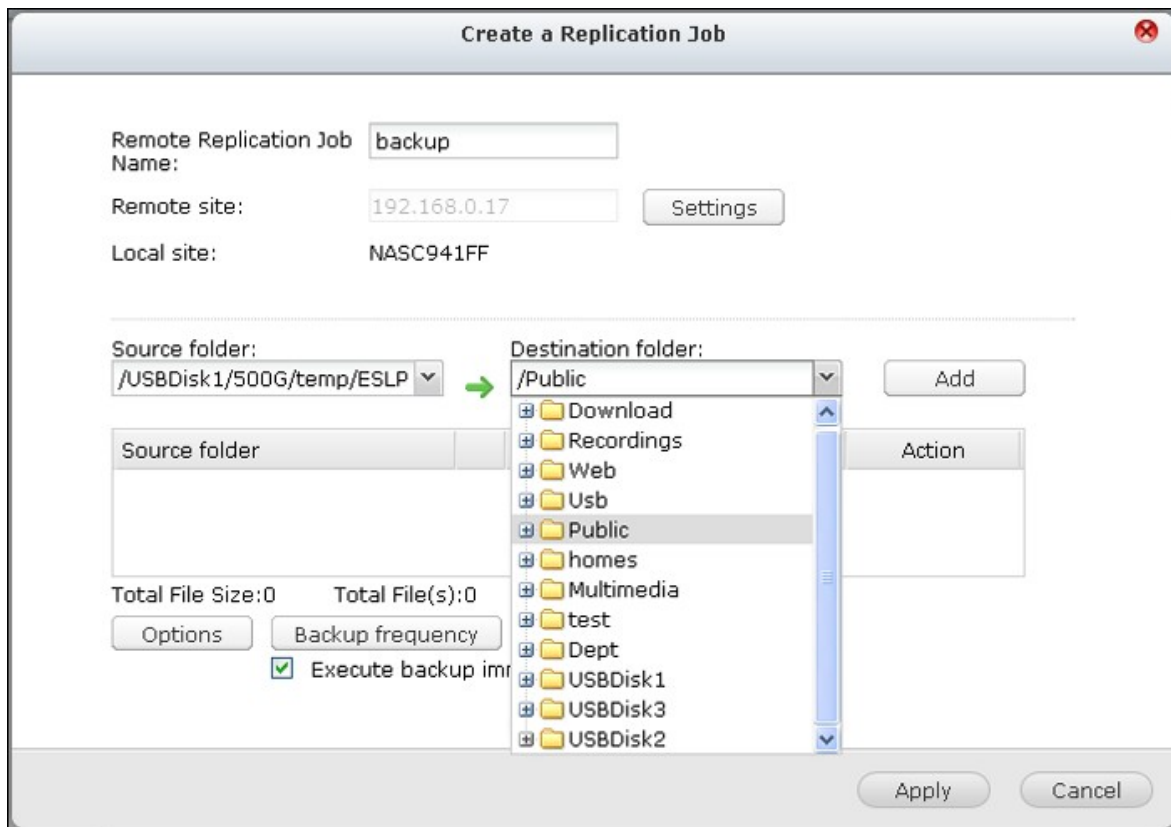 Create a Replication Job
Remote Replication Job
Name:
backup
Remote site:
192.168.0.17
Settings
Local site:
NASC941FF
Source folder:
Destination folder:
/USBDisk1/500G/temp/ESLP
/Public
Add
Download
Recordings
Web
Usb
Public
homes
Multimedia
test
Dept
USBDisk1
USBDisk3
USBDisk2
Source folder
Action
Total File Size:0
Total File(s):0
Options
Backup frequency
Execute backup
Apply
Cancel